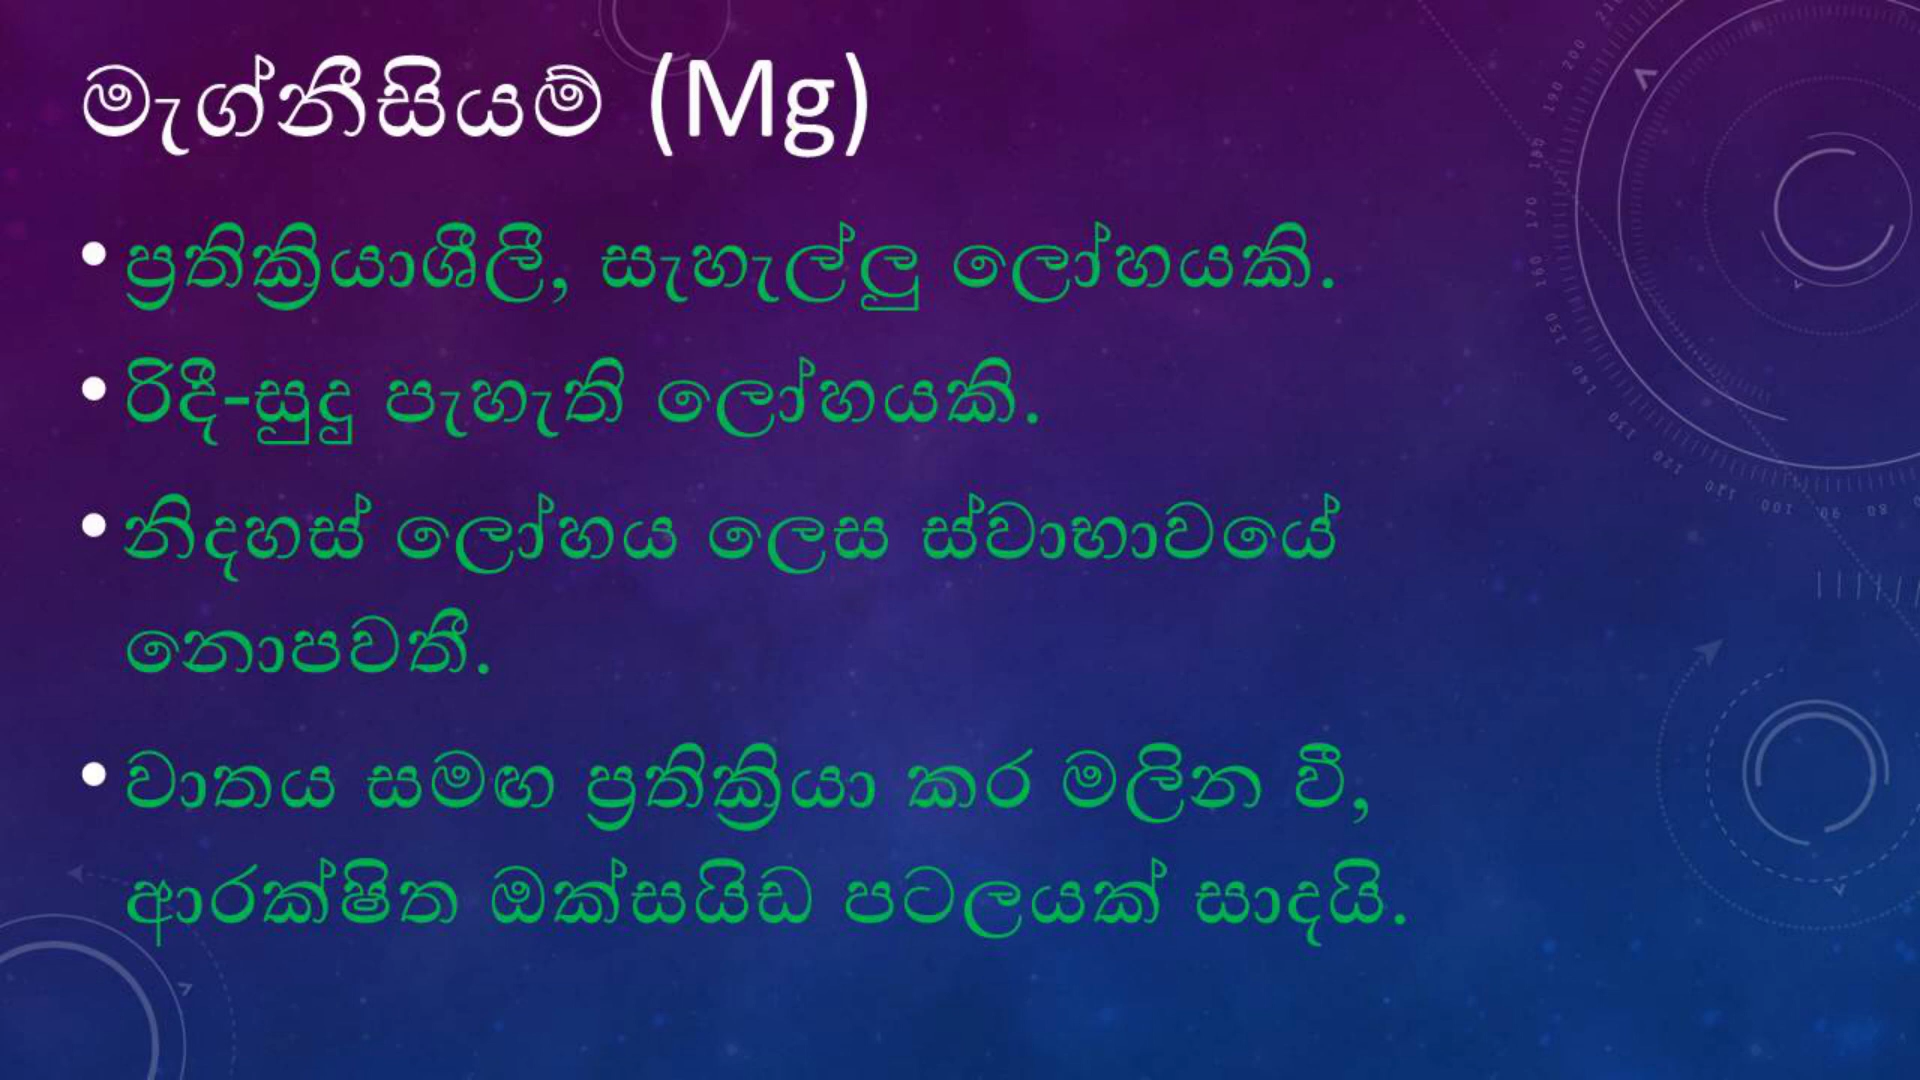 මැග්නීසියම් (Mg)
• ප්‍රතික්‍රියාශීලී, සැහැල්ලු ලෝහයකි.
• රිදී-සුදු පැහැති ලෝහයකි.
• නිදහස් ලෝහය ලෙස ස්වාභාවයේ
නොපවතී.
• වාතය සමඟ ප්‍රතික්‍රියා කර මලින වී,
ආරක්ෂිත ඔක්සයිඩ පටලයක් සාදයි.